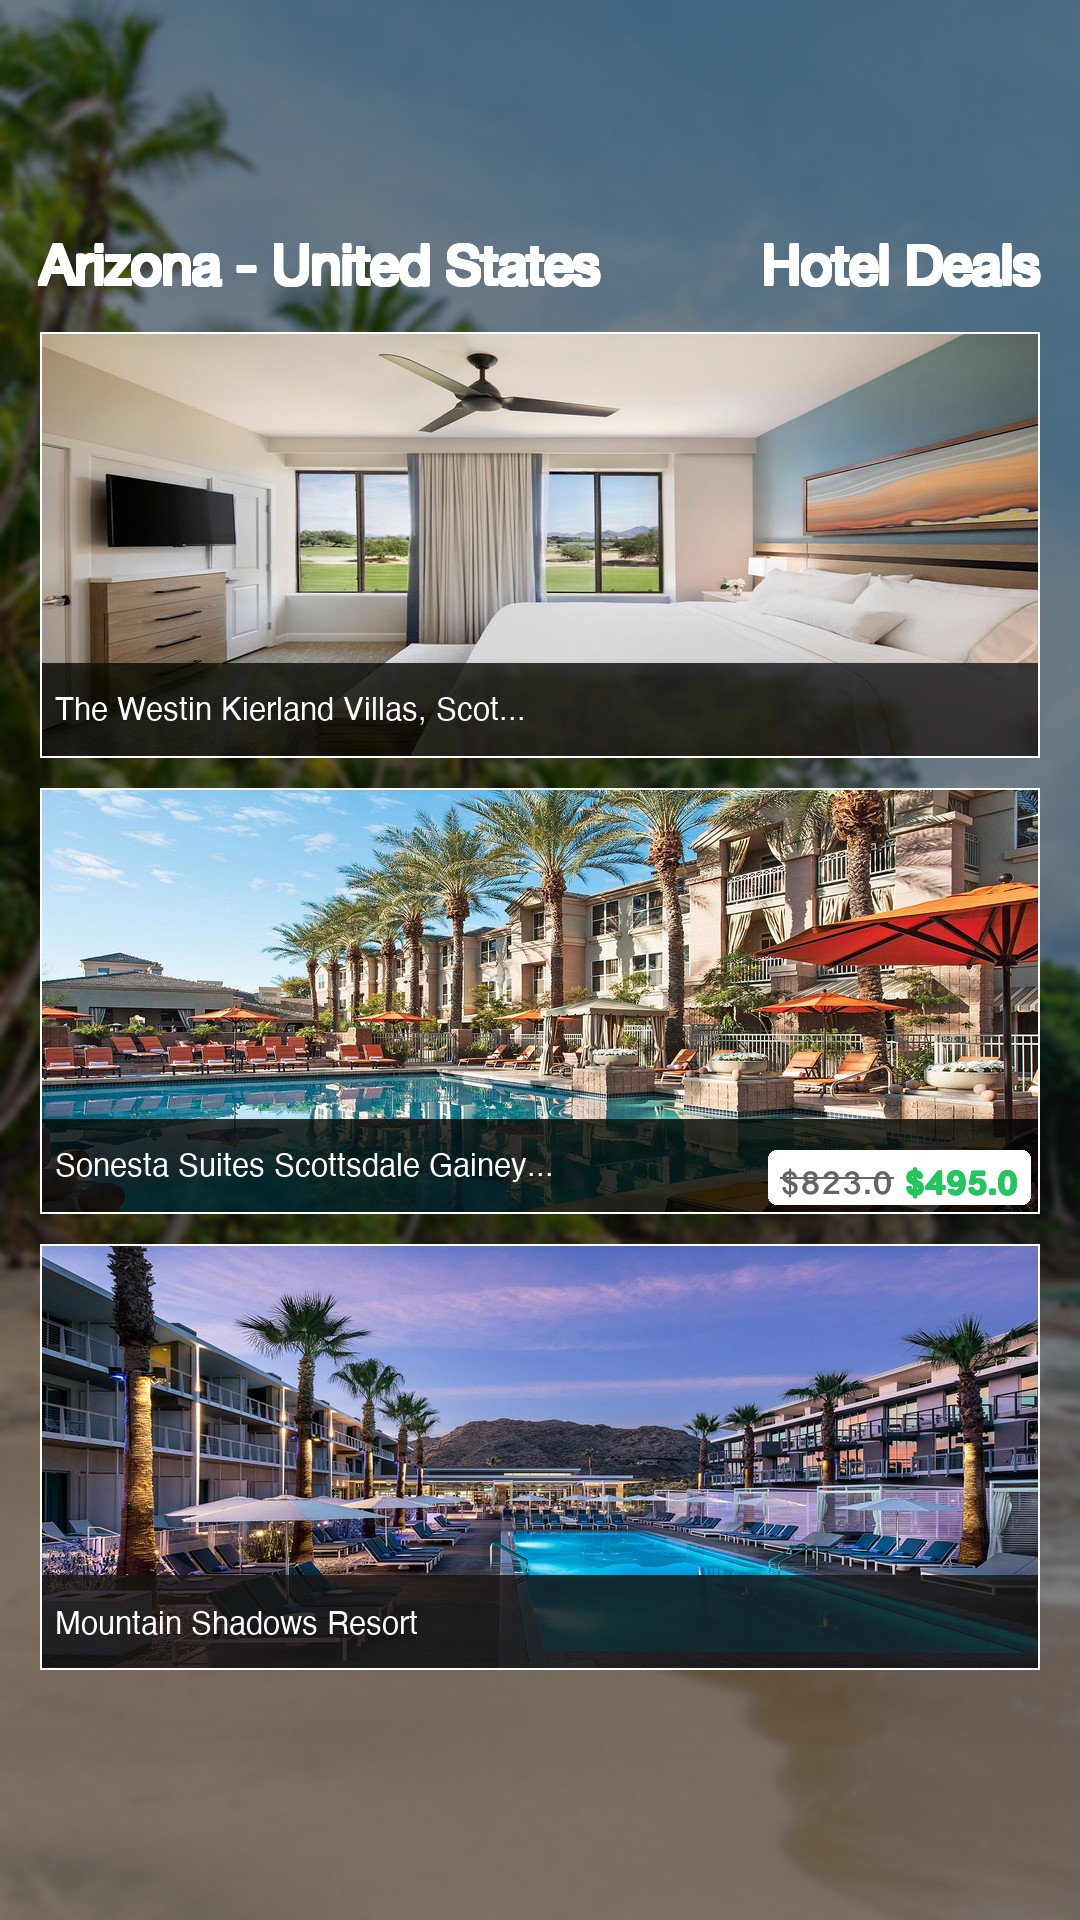 Arizona - United States
Hotel Deals
The Westin Kierland Villas, Scot...
Sonesta Suites Scottsdale Gainey...
$823.0 $495.0
Mountain Shadows Resort